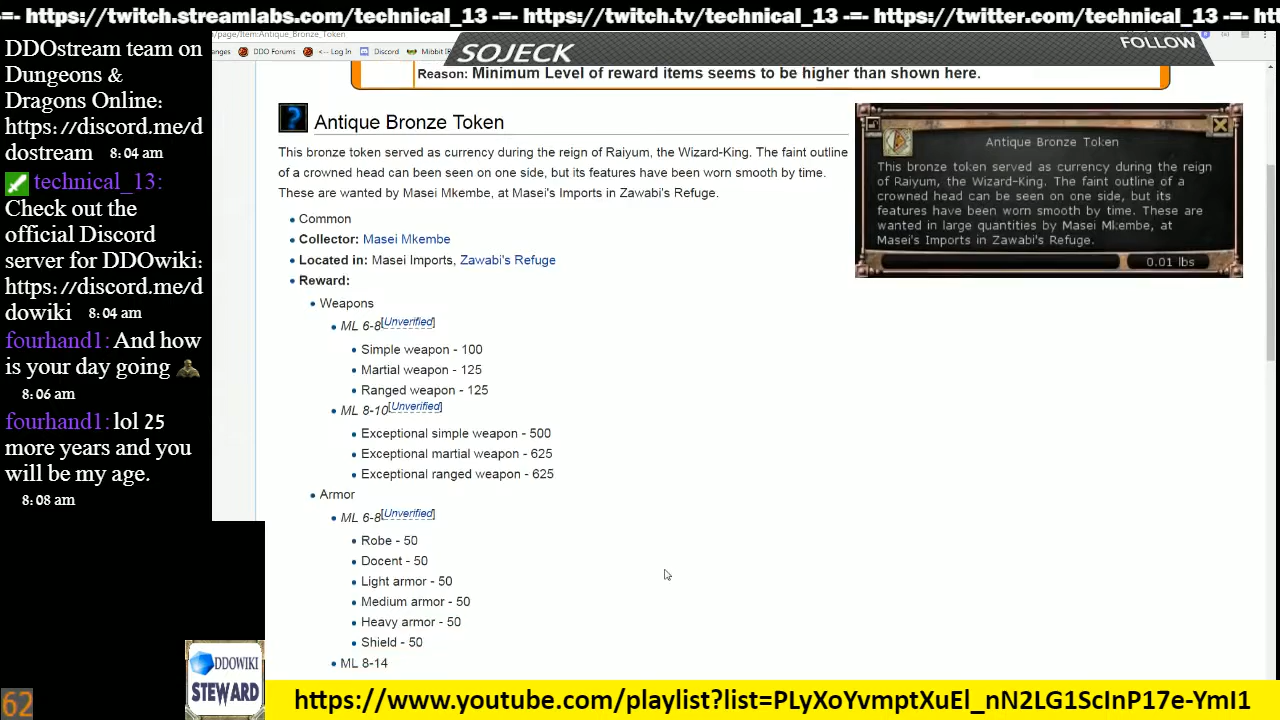 -=- https://twitch.streamlabs.com/technical_13 -=- https://twitch.tv/technical_13 -=- https://twitter.com/technical_13 -=- ht
DDOstream team on
Dungeons &
Dragons Online:
https://discord.me/d
dostream 8:04 am
technical_13:
Check out the
official Discord
server for DDOwiki:
https://discord.me/d
dowiki 8:04 am
fourhand1: And how
is your day going
8:06 am
fourhand1: lol 25
more years and you
will be my age.
8:08 am
62
/page/Item:Antique_Bronze_Token
anges DDO Forums <-- Log In Discord Mibbit
SOJECK
FOLLOW
Reason: Minimum Level of reward items seems to be higher than shown here.
Antique Bronze Token
This bronze token served as currency during the reign of Raiyum, the Wizard-King. The faint outline
of a crowned head can be seen on one side, but its features have been worn smooth by time.
These are wanted by Masei Mkembe, at Masei's Imports in Zawabi's Refuge.
Common
Collector: Masei Mkembe
Located in: Masei Imports, Zawabi's Refuge
Reward:
Weapons
ML 6-8[Unverified]
Simple weapon - 100
Martial weapon - 125
Ranged weapon - 125
ML 8-10[Unverified]
Exceptional simple weapon - 500
Exceptional martial weapon - 625
Exceptional ranged weapon - 625
Armor
ML 6-8[Unverified]
Robe - 50
Docent - 50
Light armor - 50
Medium armor - 50
Heavy armor - 50
Shield - 50
ML 8-14
Antique Bronze Token
This bronze token served as currency during the reign
of Raiyum, the Wizard-King. The faint outline of a
crowned head can be seen on one side, but its
features have been worn smooth by time. These are
wanted in large quantities by Masei Mkembe, at
Masei's Imports in Zawabi's Refuge.
0.01 lbs
DDOWIKI
STEWARD
https://www.youtube.com/playlist?list=PLyXoYvmptXuEl_nN2LG1ScInP17e-YmI1